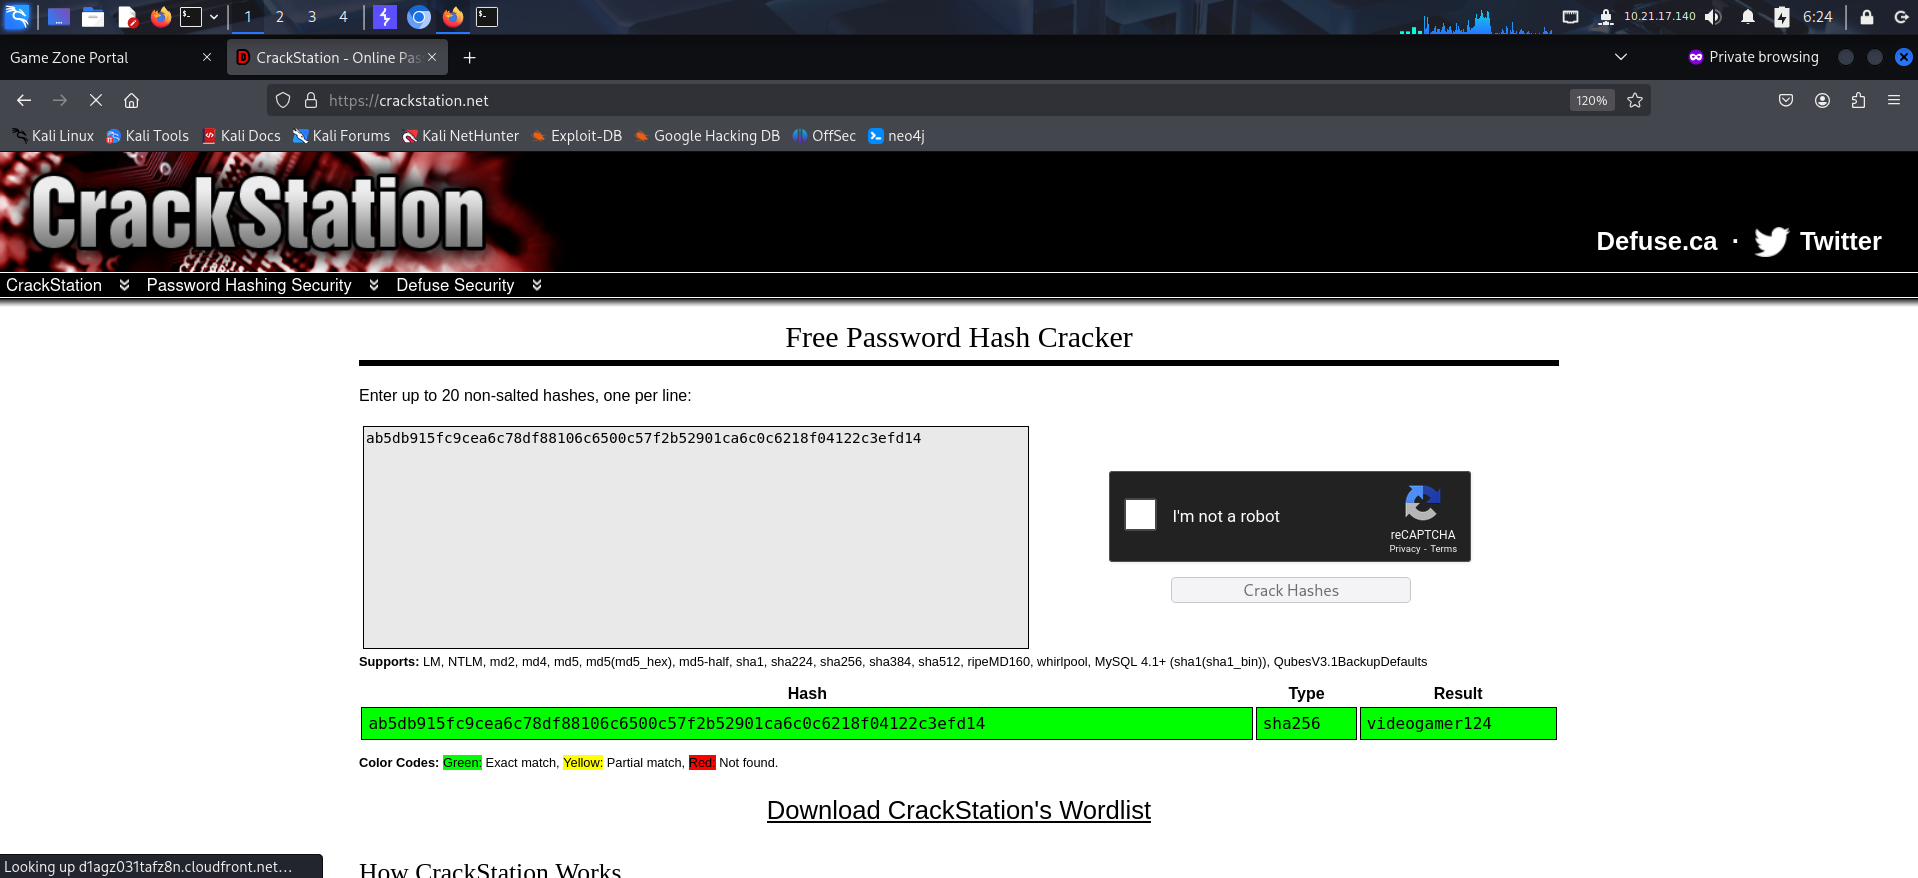 1 2 3 4 10.21.17.140 6:24
Game Zone Portal CrackStation - Online Pas Private browsing
https://crackstation.net 120%
Kali Linux Kali Tools Kali Docs Kali Forums Kali NetHunter Exploit-DB Google Hacking DB OffSec neo4j
CrackStation
Defuse.ca · Twitter
CrackStation Password Hashing Security Defuse Security
Free Password Hash Cracker
Enter up to 20 non-salted hashes, one per line:
ab5db915fc9cea6c78df88106c6500c57f2b52901ca6c0c6218f04122c3efd14
I'm not a robot
reCAPTCHA
Privacy - Terms
Crack Hashes
Supports: LM, NTLM, md2, md4, md5, md5(md5_hex), md5-half, sha1, sha224, sha256, sha384, sha512, ripeMD160, whirlpool, MySQL 4.1+ (sha1(sha1_bin)), QubesV3.1BackupDefaults
Hash Type Result
ab5db915fc9cea6c78df88106c6500c57f2b52901ca6c0c6218f04122c3efd14 sha256 videogamer124
Color Codes: Green: Exact match, Yellow: Partial match, Red: Not found.
Download CrackStation's Wordlist
How CrackStation Works
Looking up d1agz031tafz8n.cloudfront.net…